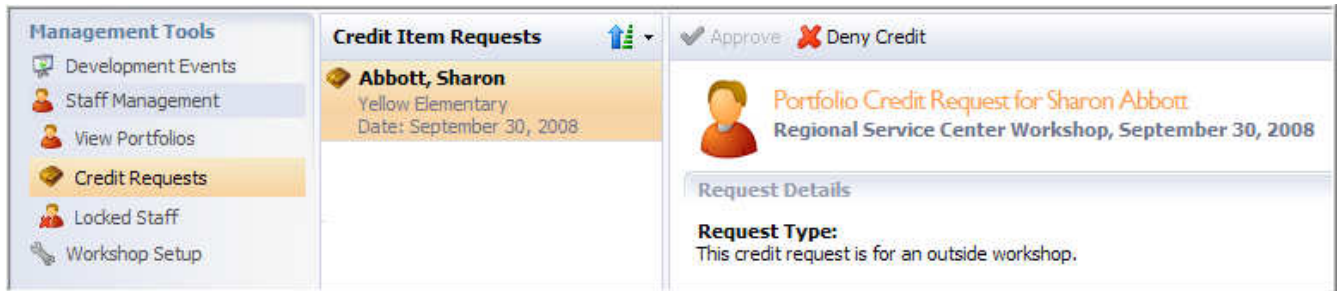 Management Tools
Development Events
Staff Management
View Portfolios
Credit Requests
Locked Staff
Workshop Setup
Credit Item Requests
Abbott, Sharon
Yellow Elementary
Date: September 30, 2008
Approve Deny Credit
Portfolio Credit Request for Sharon Abbott
Regional Service Center Workshop, September 30, 2008
Request Details
Request Type:
This credit request is for an outside workshop.